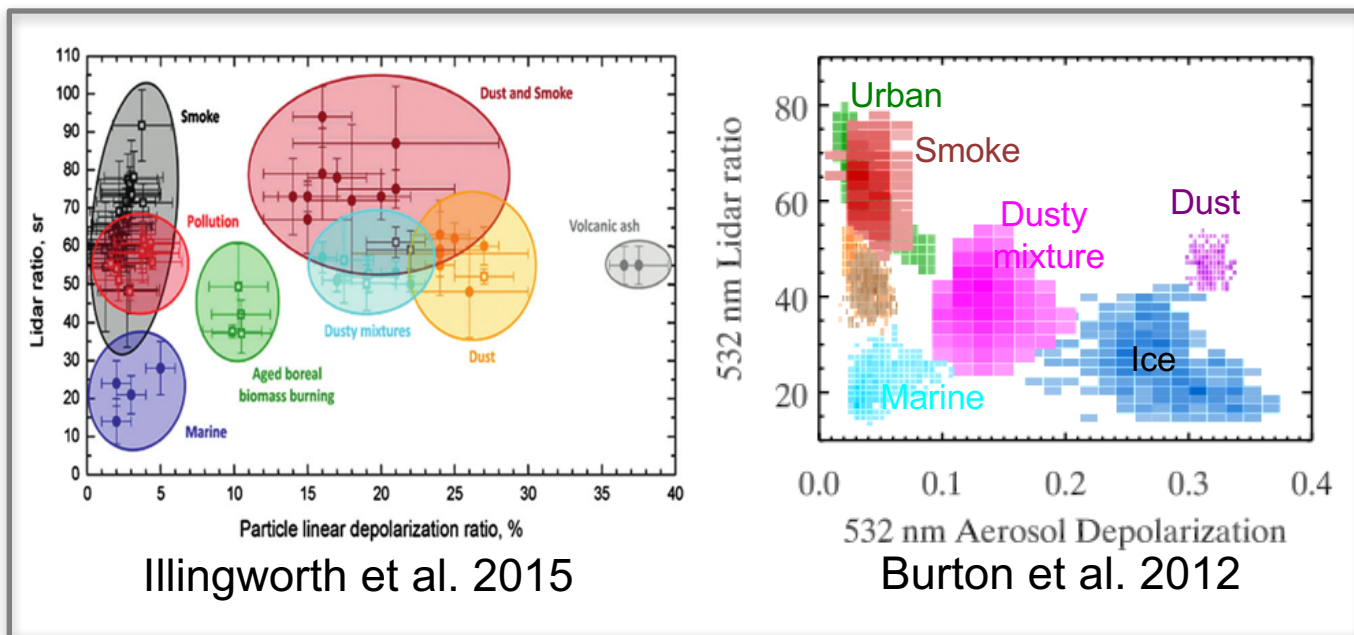 110
100
90
80
70
60
50
40
30
20
10
0
Lidar ratio, sr
Smoke
Dust and Smoke
Pollution
Volcanic ash
Dusty mixtures
Dust
Aged boreal
biomass burning
Marine
0 5 10 15 20 25 30 35 40
Particle linear depolarization ratio, %
Illingworth et al. 2015
80
60
40
20
532 nm Lidar ratio
Urban
Smoke
Dusty
mixture
Dust
Ice
Marine
0.0 0.1 0.2 0.3 0.4
532 nm Aerosol Depolarization
Burton et al. 2012